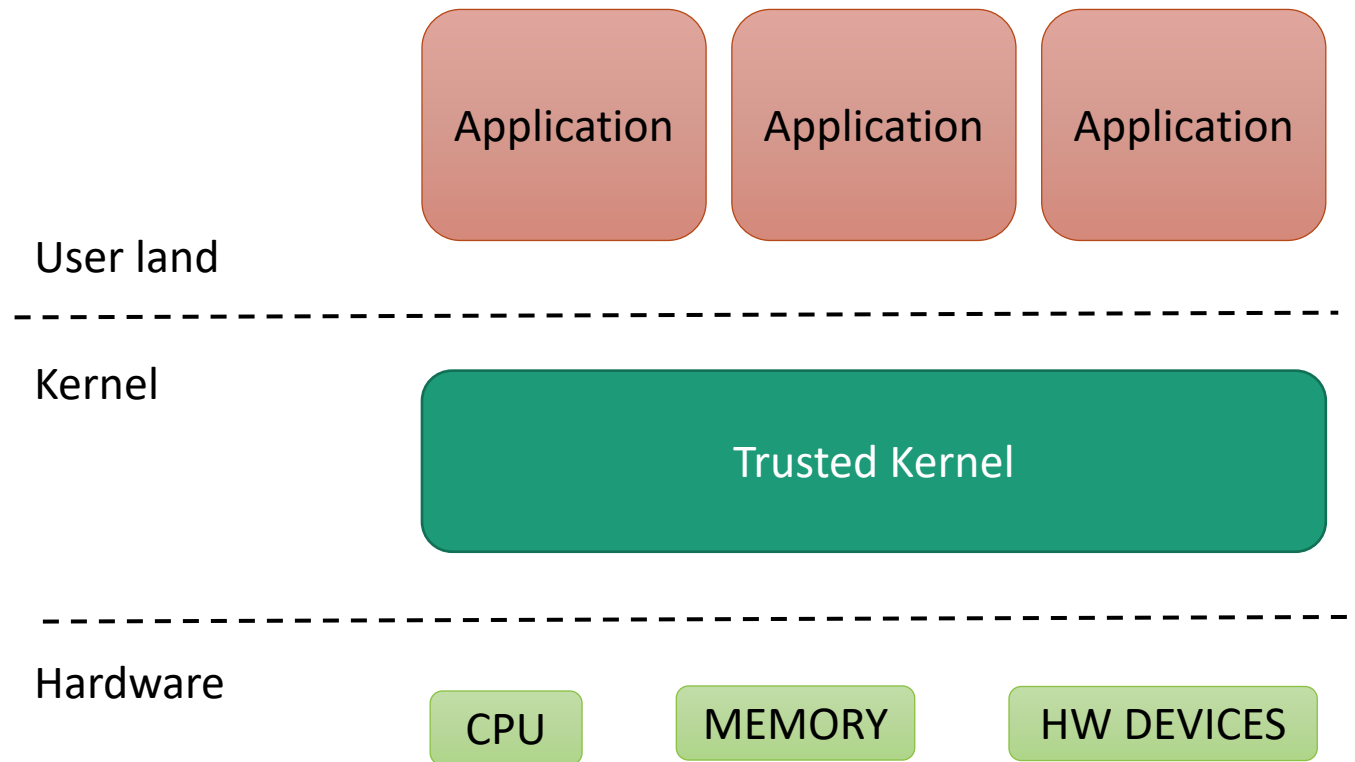 Application
Application
Application
User land
Kernel
Trusted Kernel
Hardware
CPU
MEMORY
HW DEVICES